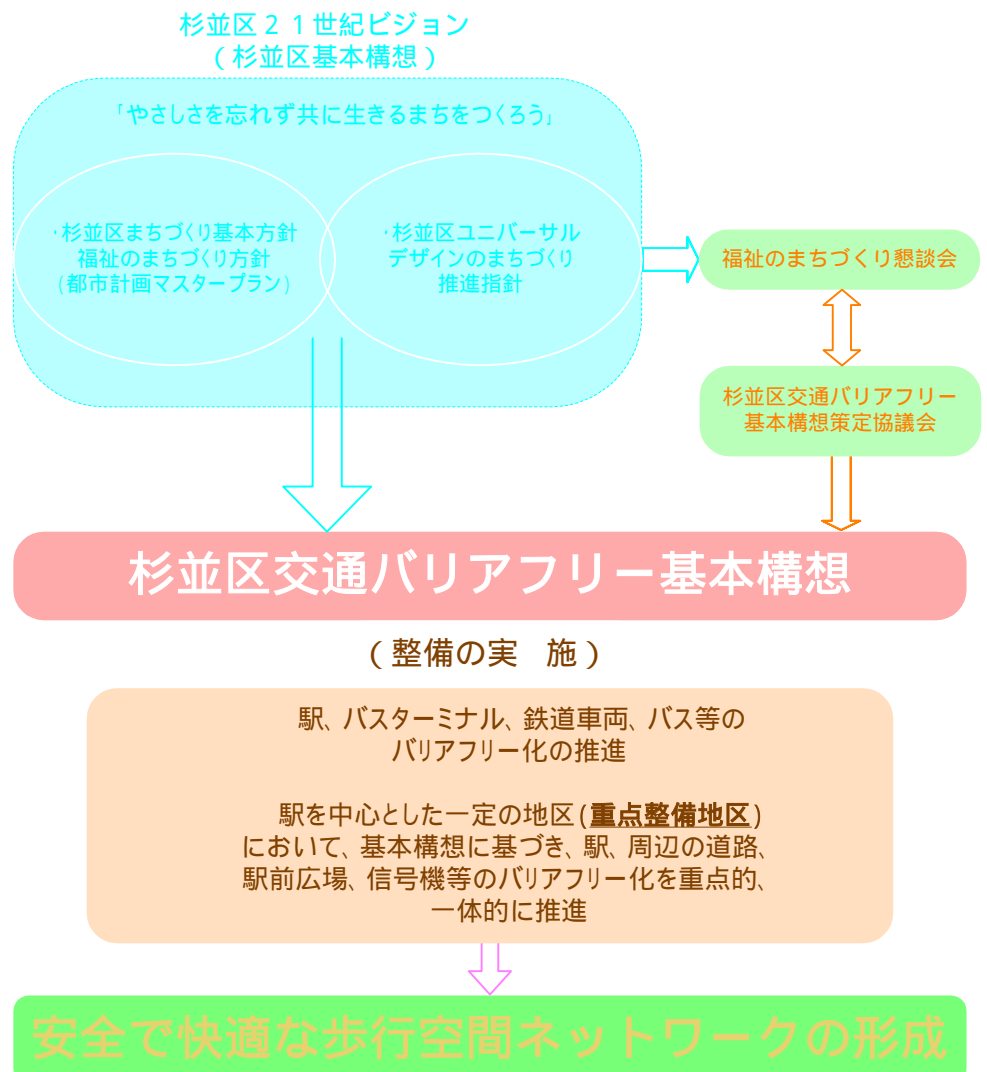 杉並区２１世紀ビジョン
（杉並区基本構想）
「やさしさを忘れず共に生きるまちをつくろう」
・杉並区まちづくり基本方針
福祉のまちづくり方針
（都市計画マスタープラン）
・杉並区ユニバーサル
デザインのまちづくり
推進指針
福祉のまちづくり懇談会
杉並区交通バリアフリー
基本構想策定協議会
杉並区交通バリアフリー基本構想
（整備の実　施）
駅、バスターミナル、鉄道車両、バス等の
バリアフリー化の推進
駅を中心とした一定の地区(重点整備地区)
において、基本構想に基づき、駅、周辺の道路、
駅前広場、信号機等のバリアフリー化を重点的、
一体的に推進
安全で快適な歩行空間ネットワークの形成